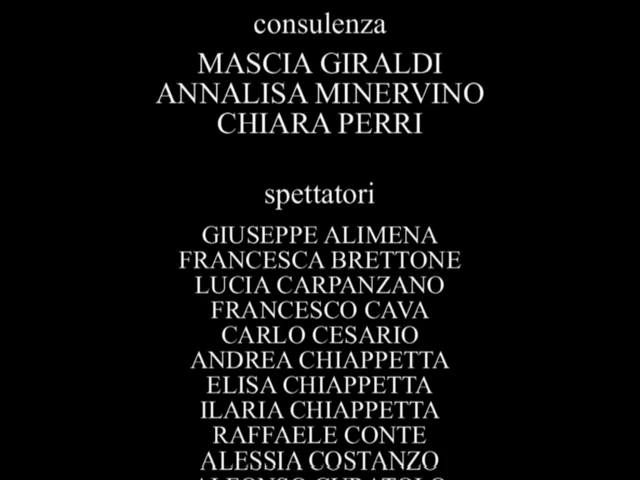 consulenza
MASCIA GIRALDI
ANNALISA MINERVINO
CHIARA PERRI
spettatori
GIUSEPPE ALIMENA
FRANCESCA BRETTONE
LUCIA CARPANZANO
FRANCESCO CAVA
CARLO CESARIO
ANDREA CHIAPPETTA
ELISA CHIAPPETTA
ILARIA CHIAPPETTA
RAFFAELE CONTE
ALESSIA COSTANZO